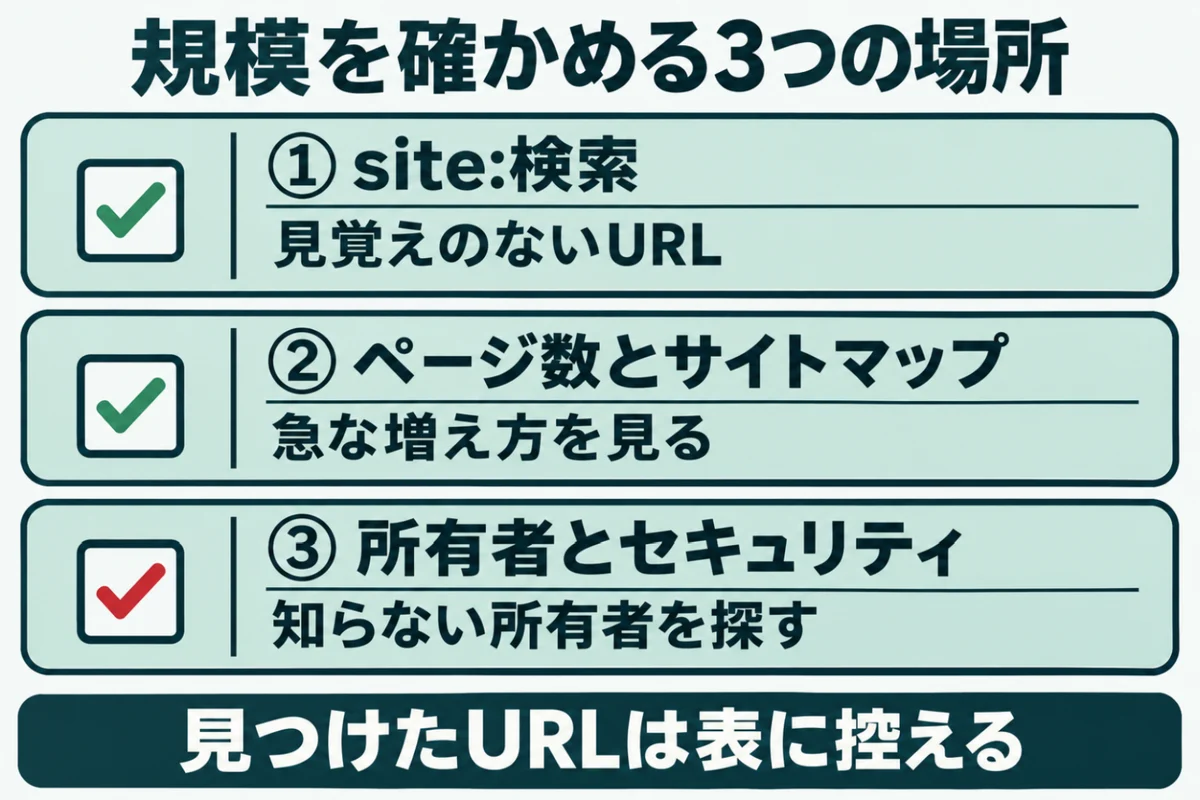 規模を確かめる3つの場所
① site:検索
見覚えのないURL
② ページ数とサイトマップ
急な増え方を見る
③ 所有者とセキュリティ
知らない所有者を探す
見つけたURLは表に控える